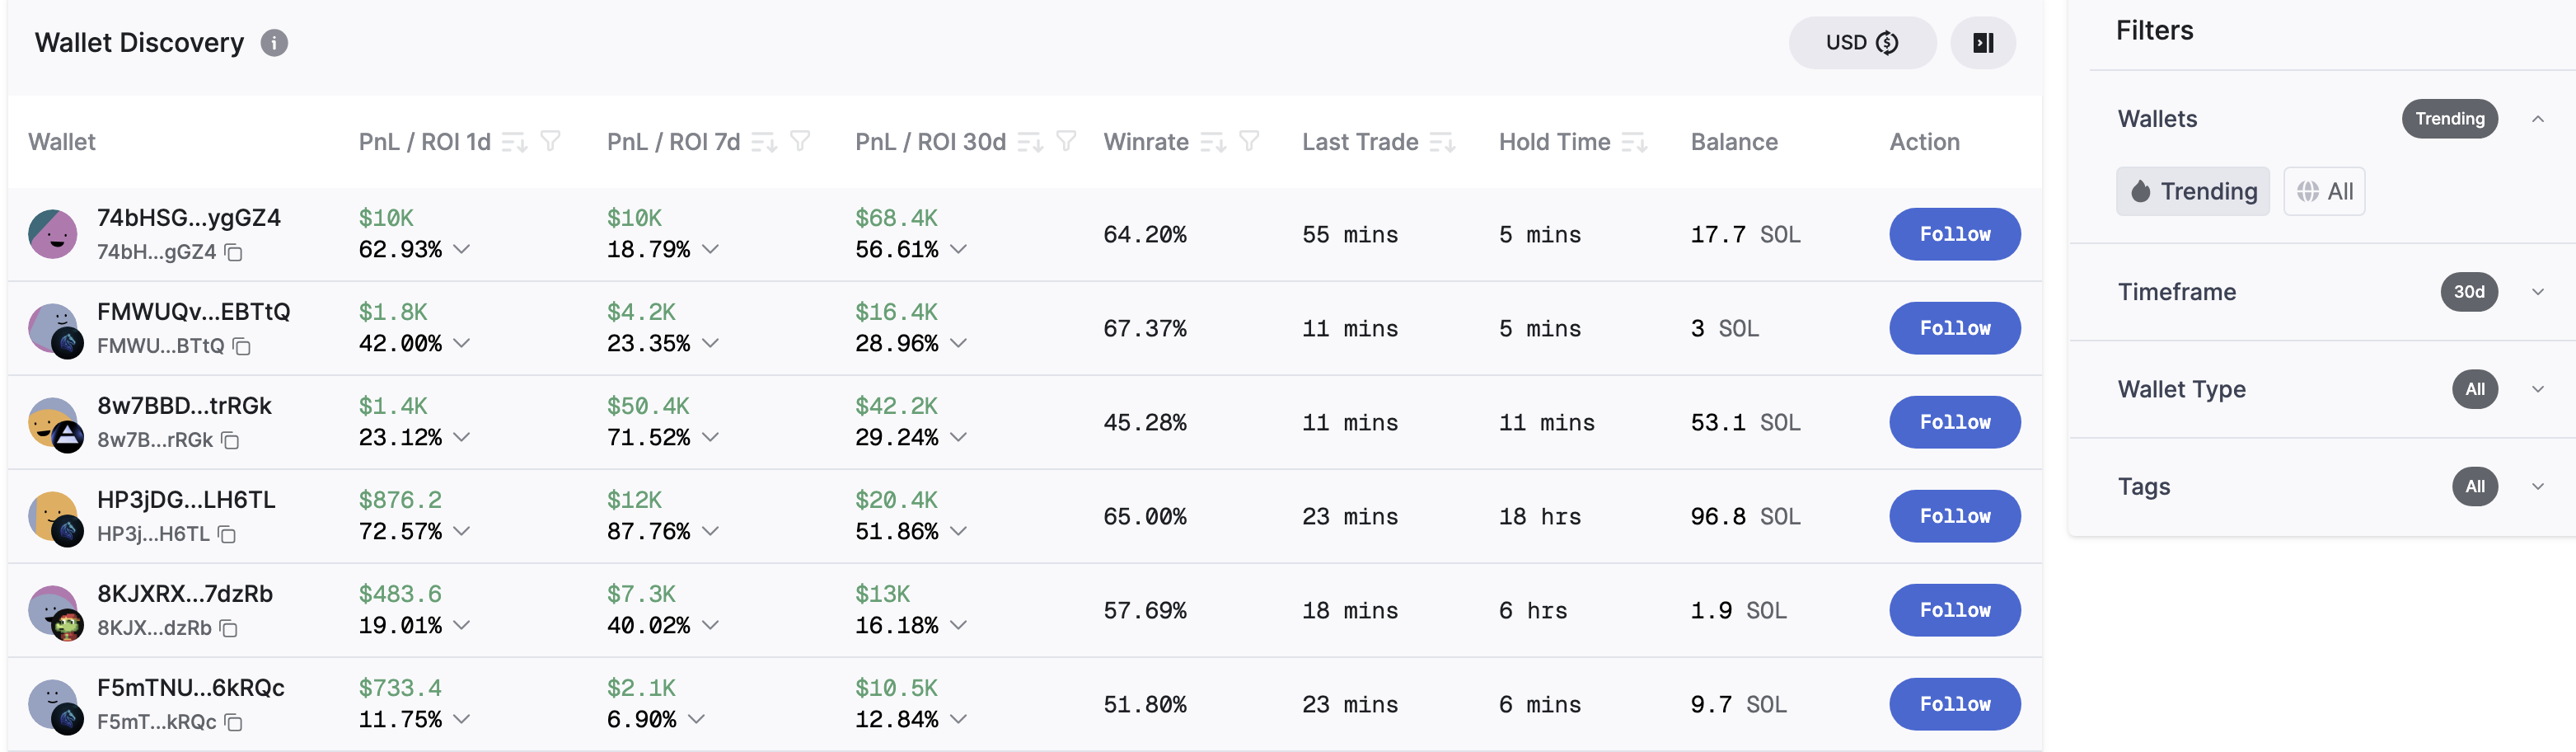 Wallet Discovery
USD
Wallet PnL / ROI 1d PnL / ROI 7d PnL / ROI 30d Winrate Last Trade Hold Time Balance Action
74bHSG...ygGZ4 $10K $10K $68.4K
74bH...gGZ4 62.93% 18.79% 56.61% 64.20% 55 mins 5 mins 17.7 SOL Follow
FMWUQv...EBTtQ $1.8K $4.2K $16.4K
FMWU...BTtQ 42.00% 23.35% 28.96% 67.37% 11 mins 5 mins 3 SOL Follow
8w7BBD...trRGk $1.4K $50.4K $42.2K
8w7B...rRGk 23.12% 71.52% 29.24% 45.28% 11 mins 11 mins 53.1 SOL Follow
HP3jDG...LH6TL $876.2 $12K $20.4K
HP3j...H6TL 72.57% 87.76% 51.86% 65.00% 23 mins 18 hrs 96.8 SOL Follow
8KJXRX...7dzRb $483.6 $7.3K $13K
8KJX...dzRb 19.01% 40.02% 16.18% 57.69% 18 mins 6 hrs 1.9 SOL Follow
F5mTNU...6kRQc $733.4 $2.1K $10.5K
F5mT...kRQc 11.75% 6.90% 12.84% 51.80% 23 mins 6 mins 9.7 SOL Follow
Filters
Wallets Trending
Trending All
Timeframe 30d
Wallet Type All
Tags All